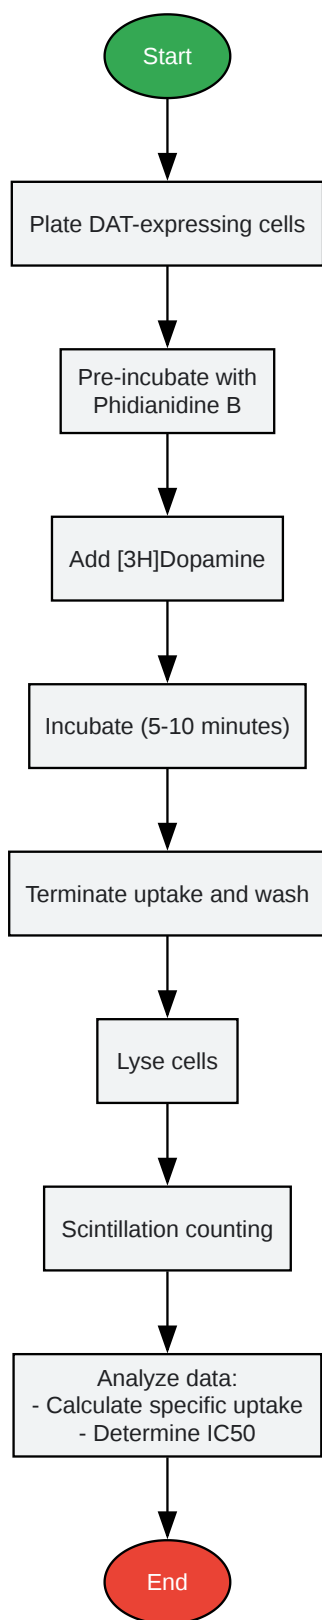 Start
Plate DAT-expressing cells
Pre-incubate with
Phidianidine B
Add [3H]Dopamine
Incubate (5-10 minutes)
Terminate uptake and wash
Lyse cells
Scintillation counting
Analyze data:
- Calculate specific uptake
- Determine IC50
End